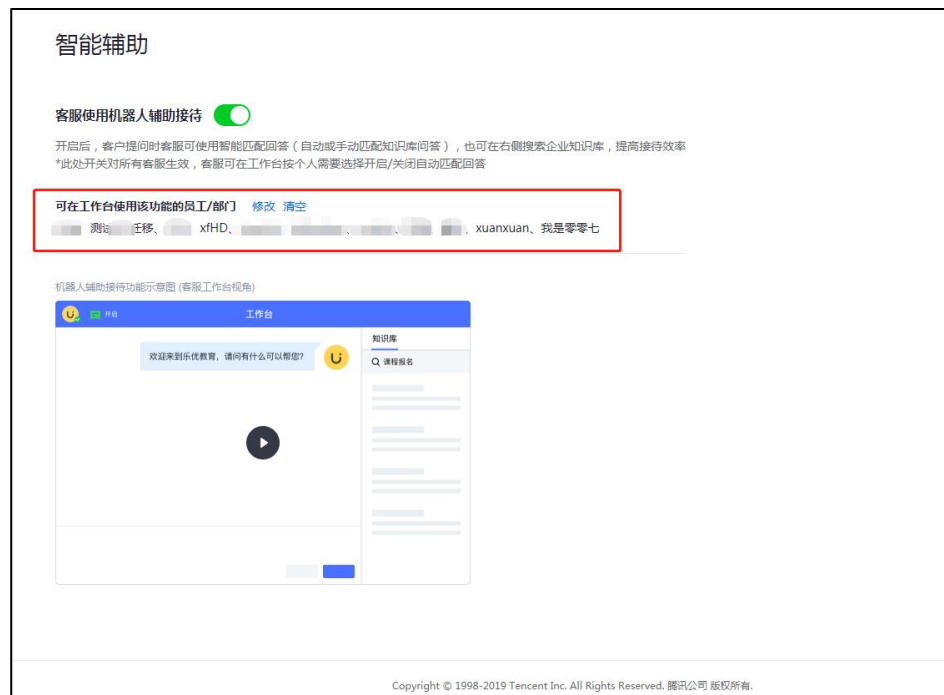 智能辅助
客服使用机器人辅助接待
开启后，客户提问时客服可使用智能匹配回答（自动或手动匹配知识库问答），也可在右侧搜索企业知识库，提高接待效率
*此处开关对所有客服生效，客服可在工作台按个人需要选择开启/关闭自动匹配回答
可在工作台使用该功能的员工/部门 修改 清空
测 迁移、 xfHD、 、 、 、xuanxuan、我是零零七
机器人辅助接待功能示意图 (客服工作台视角)
开启 工作台
知识库
欢迎来到乐优教育，请问有什么可以帮您?
课程报名
Copyright © 1998-2019 Tencent Inc. All Rights Reserved. 腾讯公司 版权所有.